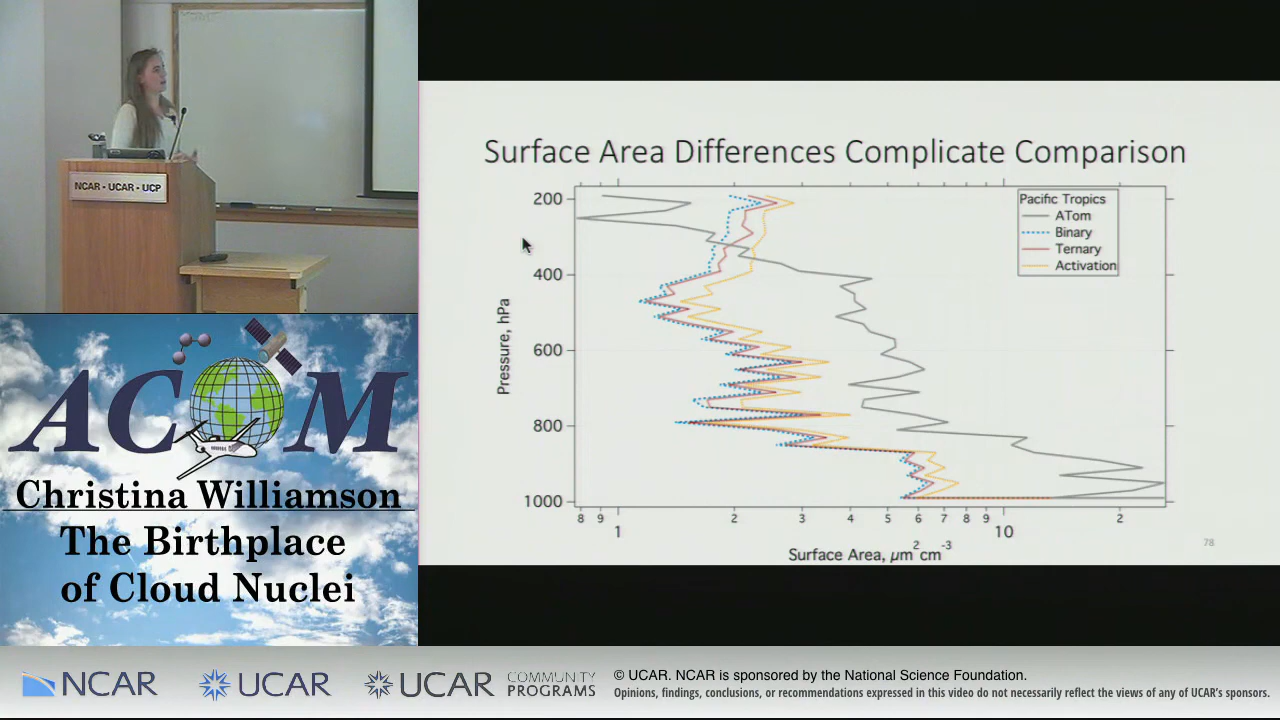 NCAR • UCAR • UCP
Surface Area Differences Complicate Comparison
200
400
600
800
1000
Pressure, hPa
Pacific Tropics
ATom
Binary
Ternary
Activation
8 9 2 3 4 5 6 7 8 9 2
1 10
Surface Area, µm2cm-3
78
ACOM
Christina Williamson
The Birthplace
of Cloud Nuclei
NCAR
UCAR
UCAR
COMMUNITY
PROGRAMS
© UCAR. NCAR is sponsored by the National Science Foundation.
Opinions, findings, conclusions, or recommendations expressed in this video do not necessarily reflect the views of any of UCAR's sponsors.